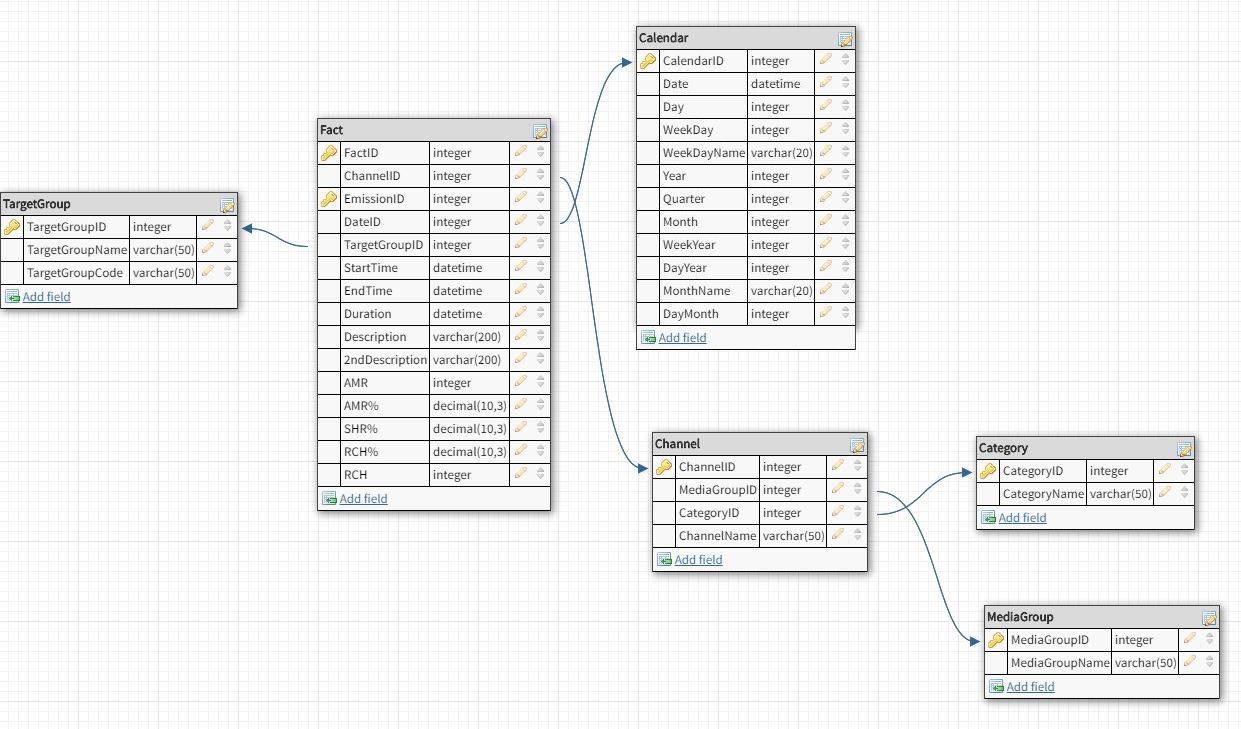 TargetGroup
TargetGroupID integer
TargetGroupName varchar(50)
TargetGroupCode varchar(50)
Add field
Fact
FactID integer
ChannelID integer
EmissionID integer
DateID integer
TargetGroupID integer
StartTime datetime
EndTime datetime
Duration datetime
Description varchar(200)
2ndDescription varchar(200)
AMR integer
AMR% decimal(10,3)
SHR% decimal(10,3)
RCH% decimal(10,3)
RCH integer
Add field
Calendar
CalendarID integer
Date datetime
Day integer
WeekDay integer
WeekDayName varchar(20)
Year integer
Quarter integer
Month integer
WeekYear integer
DayYear integer
MonthName varchar(20)
DayMonth integer
Add field
Channel
ChannelID integer
MediaGroupID integer
CategoryID integer
ChannelName varchar(50)
Add field
Category
CategoryID integer
CategoryName varchar(50)
Add field
MediaGroup
MediaGroupID integer
MediaGroupName varchar(50)
Add field